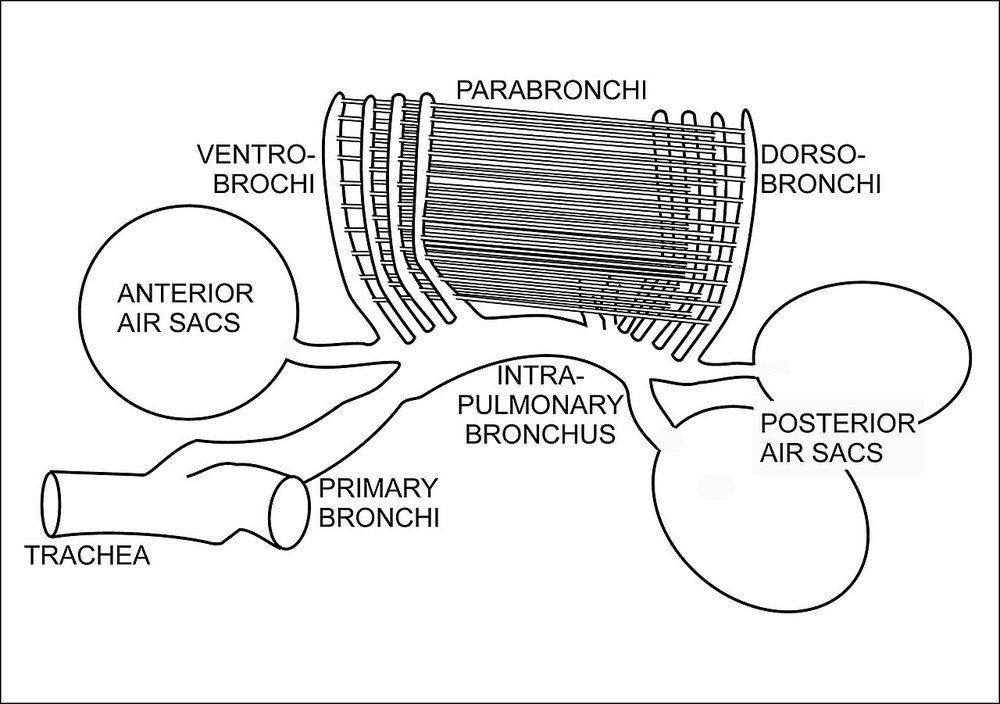 PARABRONCHI
VENTRO-
BROCHI
DORSO-
BRONCHI
ANTERIOR
AIR SACS
INTRA-
PULMONARY
BRONCHUS
POSTERIOR
AIR SACS
PRIMARY
BRONCHI
TRACHEA